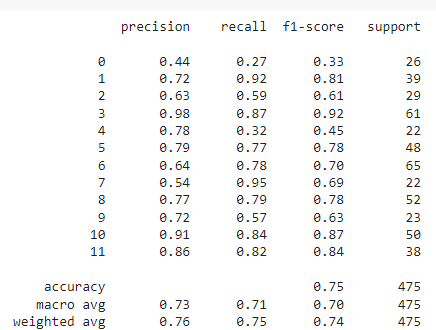 precision recall f1-score support
0 0.44 0.27 0.33 26
1 0.72 0.92 0.81 39
2 0.63 0.59 0.61 29
3 0.98 0.87 0.92 61
4 0.78 0.32 0.45 22
5 0.79 0.77 0.78 48
6 0.64 0.78 0.70 65
7 0.54 0.95 0.69 22
8 0.77 0.79 0.78 52
9 0.72 0.57 0.63 23
10 0.91 0.84 0.87 50
11 0.86 0.82 0.84 38
accuracy 0.75 475
macro avg 0.73 0.71 0.70 475
weighted avg 0.76 0.75 0.74 475